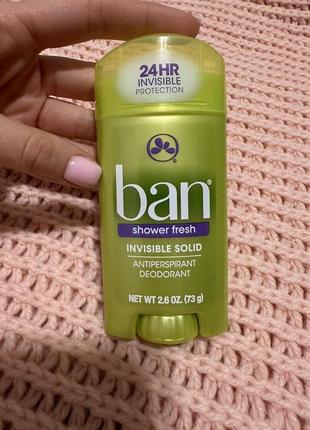 24HR
INVISIBLE
PROTECTION
ban®
shower fresh
INVISIBLE SOLID
ANTIPERSPIRANT
DEODORANT
NET WT 2.6 OZ. (73 g)